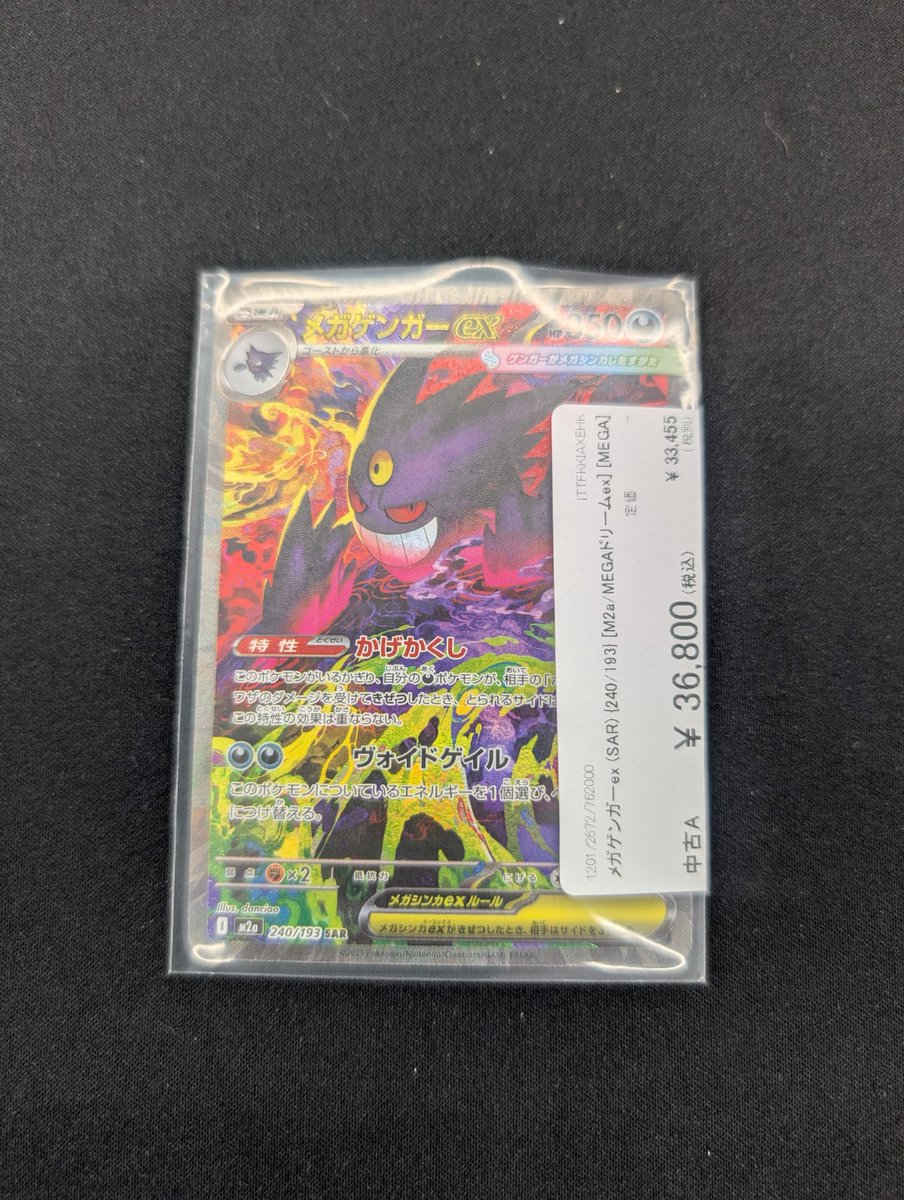 メガゲンガーex
HP 350
ゴーストから進化
ゲンガーがメガシンカしたすがた
特性
とくせい
かげかくし
このポケモンがいるかぎり、自分のポケモンが、相手の「
ワザのダメージを受けてきぜつしたとき、とられるサイドは
この特性の効果は重ならない。
ヴォイドゲイル
このポケモンについているエネルギーを1個選び、
につけ替える。
弱点 ×2 抵抗力 にげる
メガシンカexルール
メガシンカexがきぜつしたとき、相手はサイドを3
Illus. danciao
I M2a 240/193 SAR
©2025 Pokémon/Nintendo/Creatures/GAME FREAK.
[TTFKKIAXEHK
1201/2672/762000
メガゲンガーex (SAR) {240/193} [M2a/MEGAドリームex] [MEGA]
定価 -
中古A ¥ 36,800 (税込)
¥ 33,455
(税別)